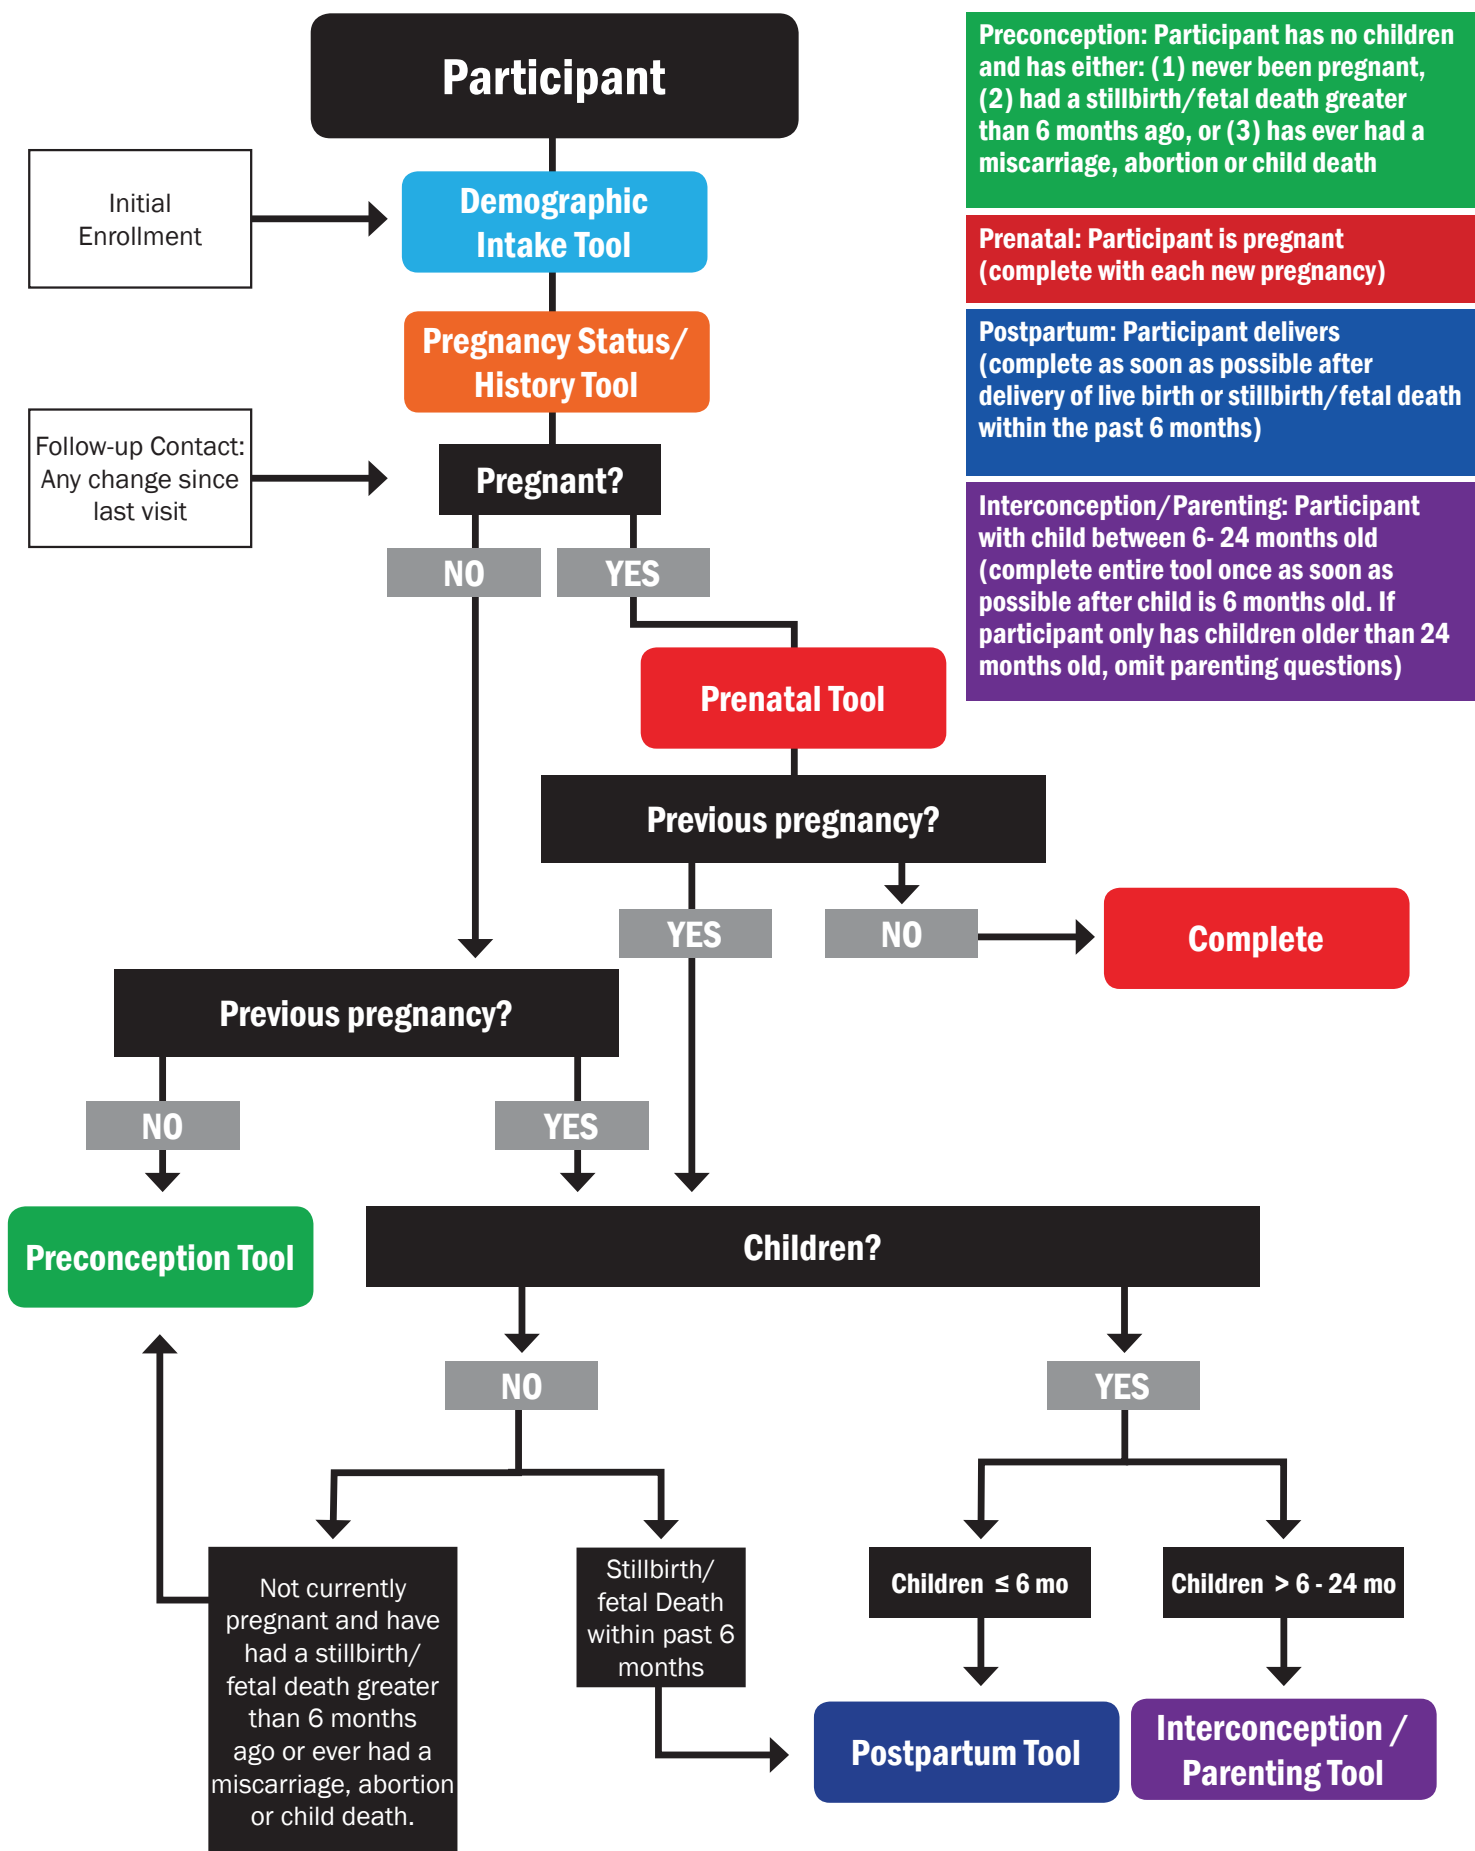 Participant
Preconception: Participant has no children
and has either: (1) never been pregnant,
(2) had a stillbirth/fetal death greater
than 6 months ago, or (3) has ever had a
miscarriage, abortion or child death
Prenatal: Participant is pregnant
(complete with each new pregnancy)
Postpartum: Participant delivers
(complete as soon as possible after
delivery of live birth or stillbirth/fetal death
within the past 6 months)
Interconception/Parenting: Participant
with child between 6- 24 months old
(complete entire tool once as soon as
possible after child is 6 months old. If
participant only has children older than 24
months old, omit parenting questions)
Initial
Enrollment
Demographic
Intake Tool
Pregnancy Status/
History Tool
Follow-up Contact:
Any change since
last visit
Pregnant?
NO
YES
Prenatal Tool
Previous pregnancy?
YES
NO
Complete
Previous pregnancy?
NO
YES
Preconception Tool
Children?
NO
YES
Not currently
pregnant and have
had a stillbirth/
fetal death greater
than 6 months
ago or ever had a
miscarriage, abortion
or child death.
Stillbirth/
fetal Death
within past 6
months
Children ≤ 6 mo
Children > 6 - 24 mo
Postpartum Tool
Interconception /
Parenting Tool